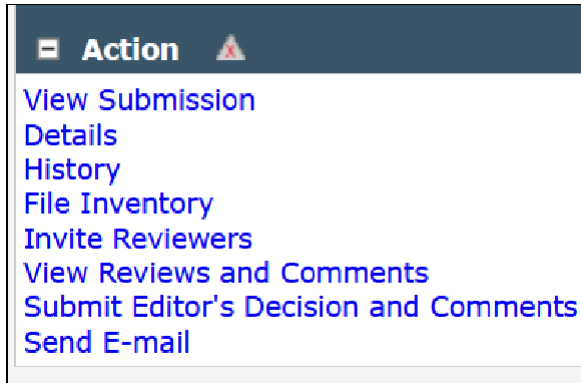 Action
View Submission
Details
History
File Inventory
Invite Reviewers
View Reviews and Comments
Submit Editor's Decision and Comments
Send E-mail